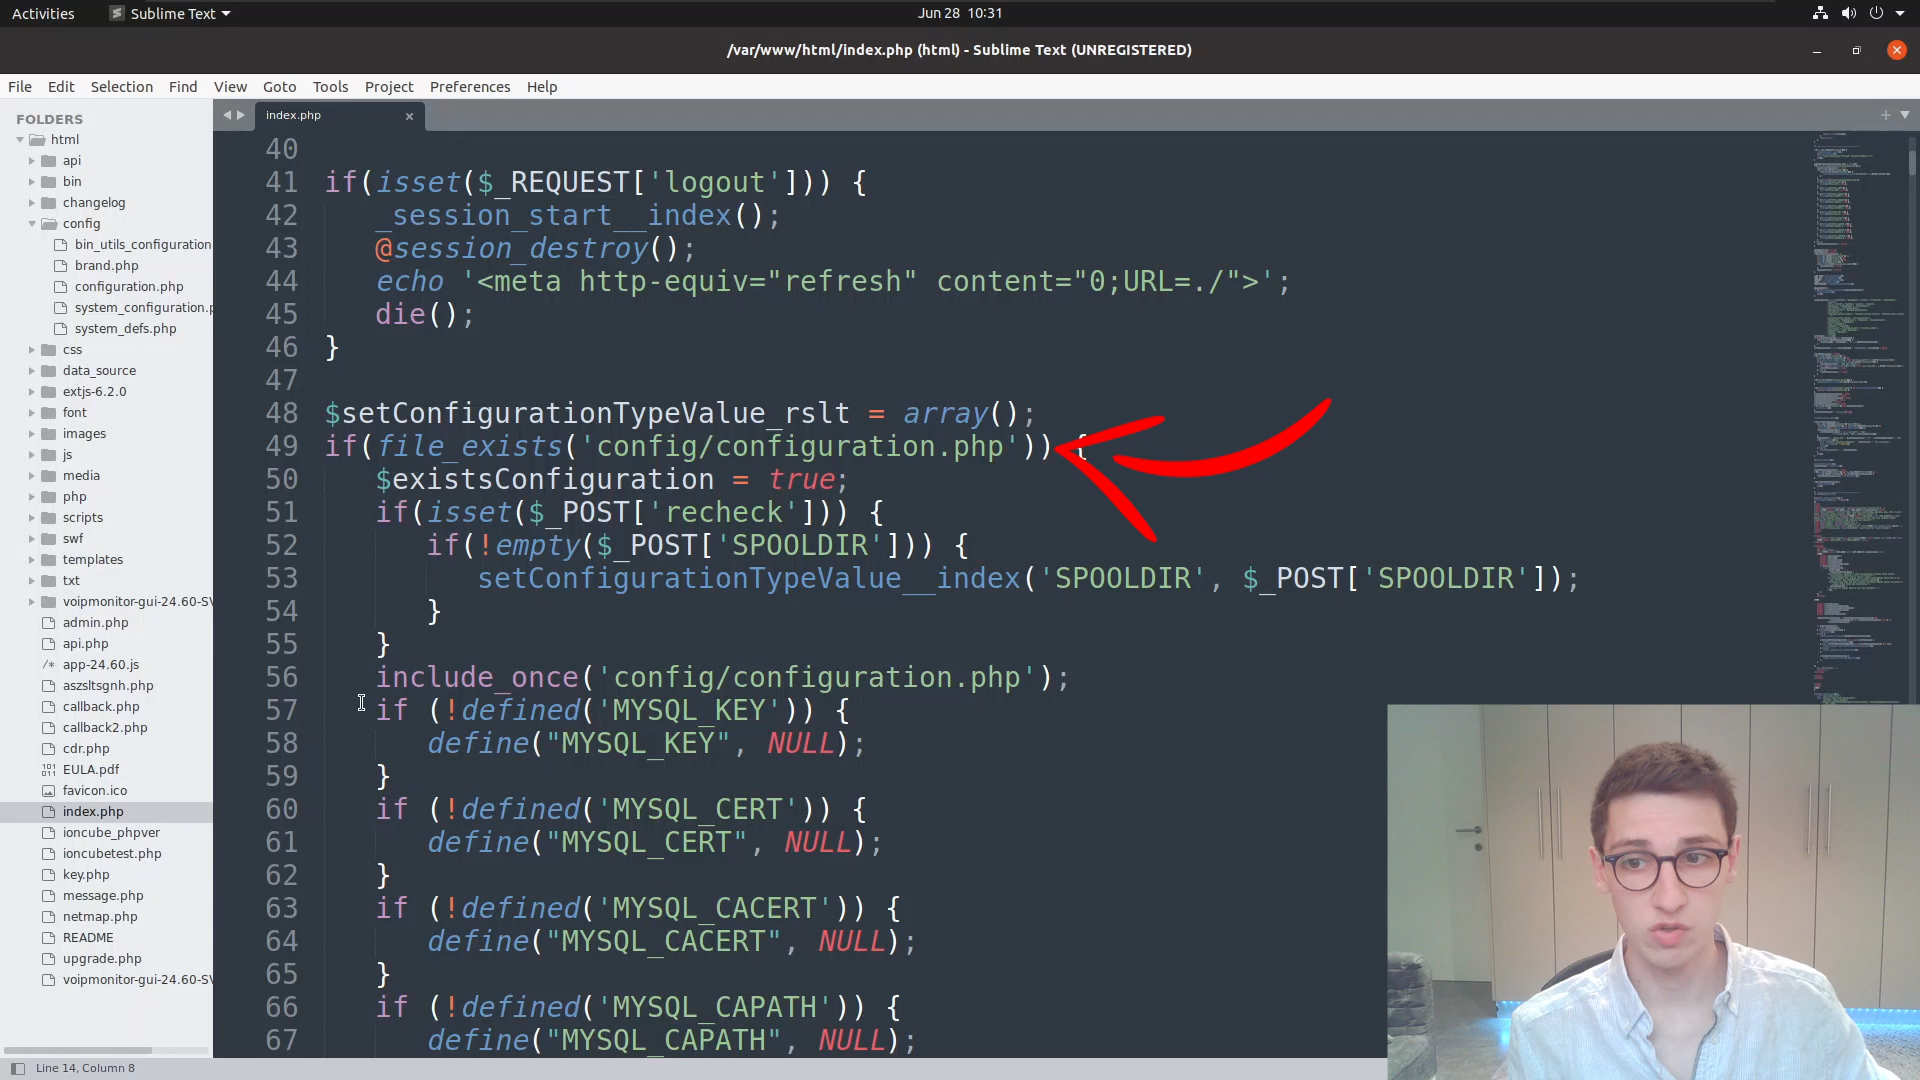 Activities
Sublime Text
Jun 28 10:31
/var/www/html/index.php (html) - Sublime Text (UNREGISTERED)
File Edit Selection Find View Goto Tools Project Preferences Help
FOLDERS
html
api
bin
changelog
config
bin_utils_configuration
brand.php
configuration.php
system_configuration.p
system_defs.php
css
data_source
extjs-6.2.0
font
images
js
media
php
scripts
swf
templates
txt
voipmonitor-gui-24.60-SV
admin.php
api.php
/* app-24.60.js
aszsltsgnh.php
callback.php
callback2.php
cdr.php
EULA.pdf
favicon.ico
index.php
ioncube_phpver
ioncubetest.php
key.php
message.php
netmap.php
README
upgrade.php
voipmonitor-gui-24.60-SV
index.php
40
41 if(isset($_REQUEST['logout'])) {
42 _session_start__index();
43 @session_destroy();
44 echo '<meta http-equiv="refresh" content="0;URL=./">';
45 die();
46 }
47
48 $setConfigurationTypeValue_rslt = array();
49 if(file_exists('config/configuration.php')) {
50 $existsConfiguration = true;
51 if(isset($_POST['recheck'])) {
52 if(!empty($_POST['SPOOLDIR'])) {
53 setConfigurationTypeValue__index('SPOOLDIR', $_POST['SPOOLDIR']);
54 }
55 }
56 include_once('config/configuration.php');
57 if (!defined('MYSQL_KEY')) {
58 define("MYSQL_KEY", NULL);
59 }
60 if (!defined('MYSQL_CERT')) {
61 define("MYSQL_CERT", NULL);
62 }
63 if (!defined('MYSQL_CACERT')) {
64 define("MYSQL_CACERT", NULL);
65 }
66 if (!defined('MYSQL_CAPATH')) {
67 define("MYSQL_CAPATH", NULL);
Line 14, Column 8